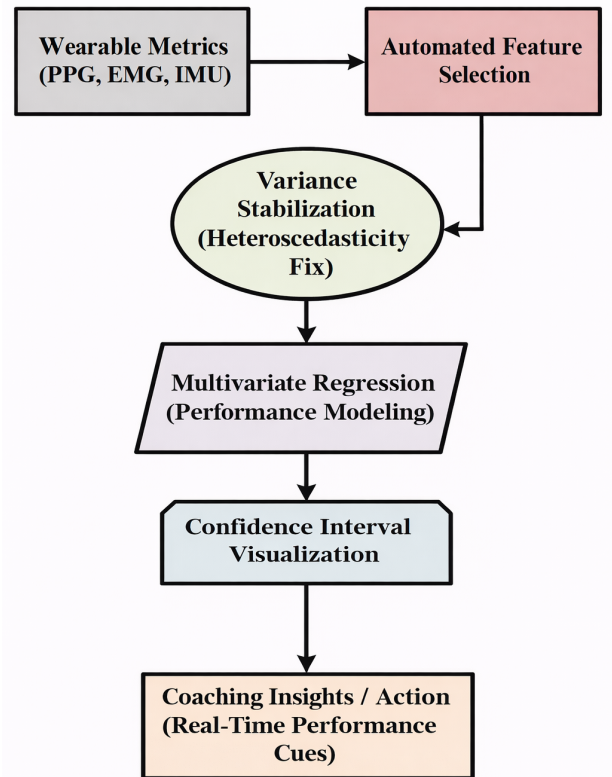 Wearable Metrics
(PPG, EMG, IMU)
Automated Feature
Selection
Variance
Stabilization
(Heteroscedasticity
Fix)
Multivariate Regression
(Performance Modeling)
Confidence Interval
Visualization
Coaching Insights / Action
(Real-Time Performance
Cues)